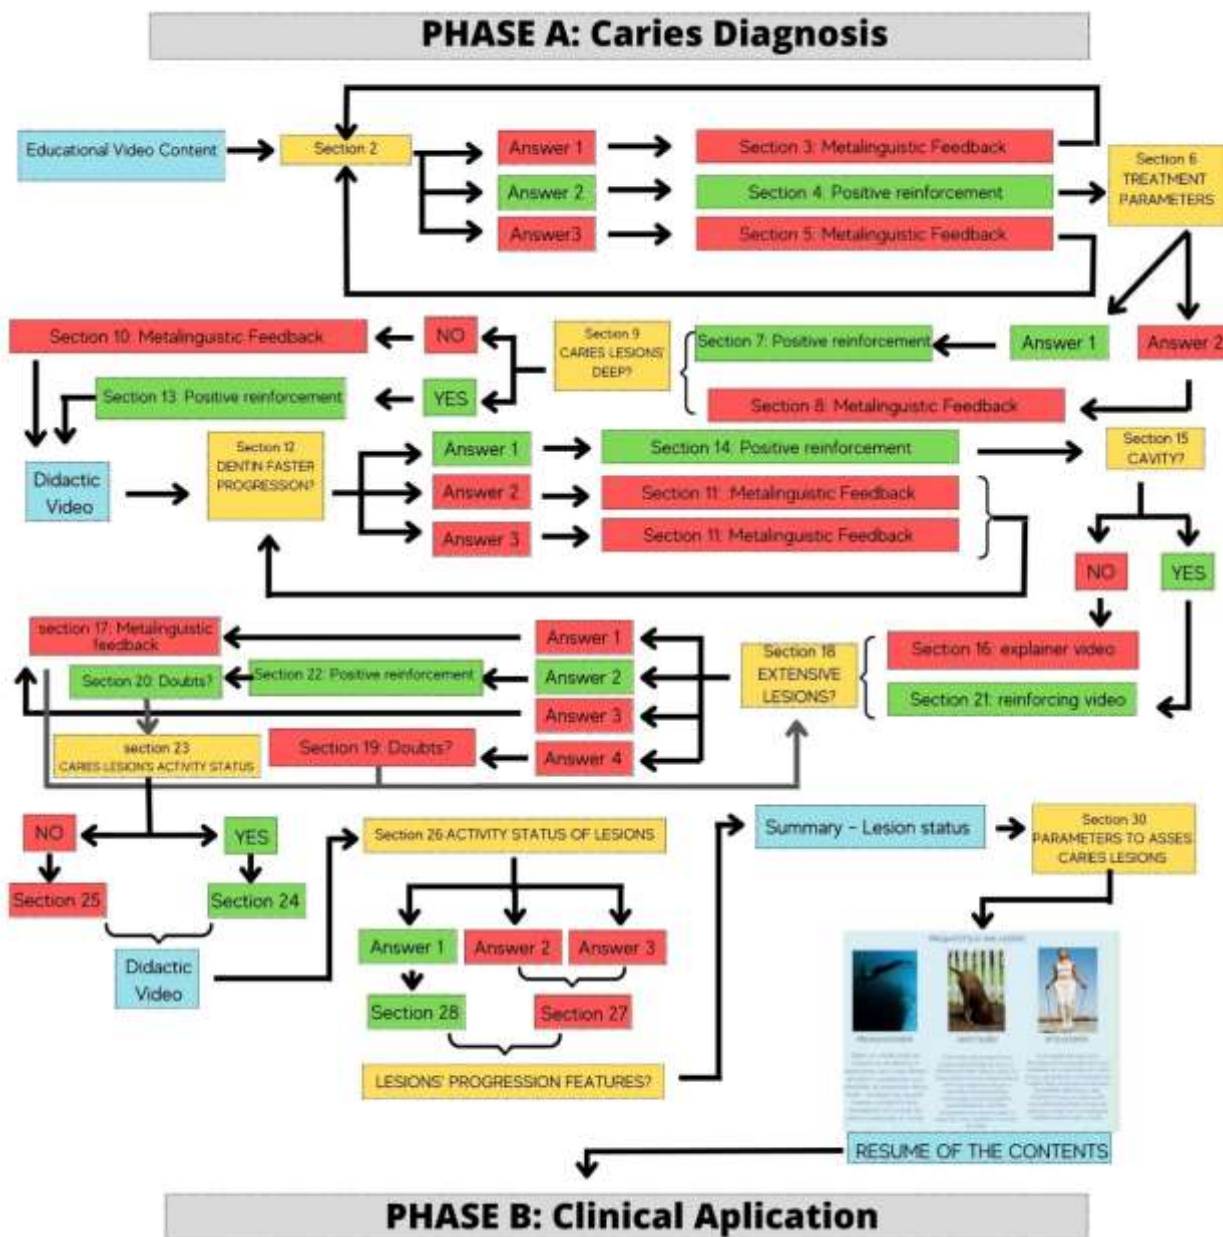 PHASE A: Caries Diagnosis
Educational Video Content
Section 2
Answer 1
Section 3: Metalinguistic Feedback
Answer 2
Section 4: Positive reinforcement
Answer3
Section 5: Metalinguistic Feedback
Section 6
TREATMENT
PARAMETERS
Section 10: Metalinguistic Feedback
NO
Section 9
CARIES LESIONS'
DEEP?
Section 7: Positive reinforcement
Answer 1
Answer 2
Section 13: Positive reinforcement
YES
Section 8: Metalinguistic Feedback
Didactic
Video
Section 12
DENTIN FASTER
PROGRESSION?
Answer 1
Section 14: Positive reinforcement
Section 15
CAVITY?
Answer 2
Section 11: Metalinguistic Feedback
Answer 3
Section 11: Metalinguistic Feedback
NO
YES
section 17: Metalinguistic
feedback
Answer 1
Section 18
EXTENSIVE
LESIONS?
Section 16: explainer video
Section 20: Doubts?
Section 22: Positive reinforcement
Answer 2
Section 21: reinforcing video
Answer 3
section 23
CARIES LESION'S ACTIVITY STATUS
Section 19: Doubts?
Answer 4
NO
YES
Section 26 ACTIVITY STATUS OF LESIONS
Summary - Lesion status
Section 30
PARAMETERS TO ASSES
CARIES LESIONS
Section 25
Section 24
Didactic
Video
Answer 1
Answer 2
Answer 3
Section 28
Section 27
LESIONS' PROGRESSION FEATURES?
RESUME OF THE CONTENTS
PHASE B: Clinical Aplication